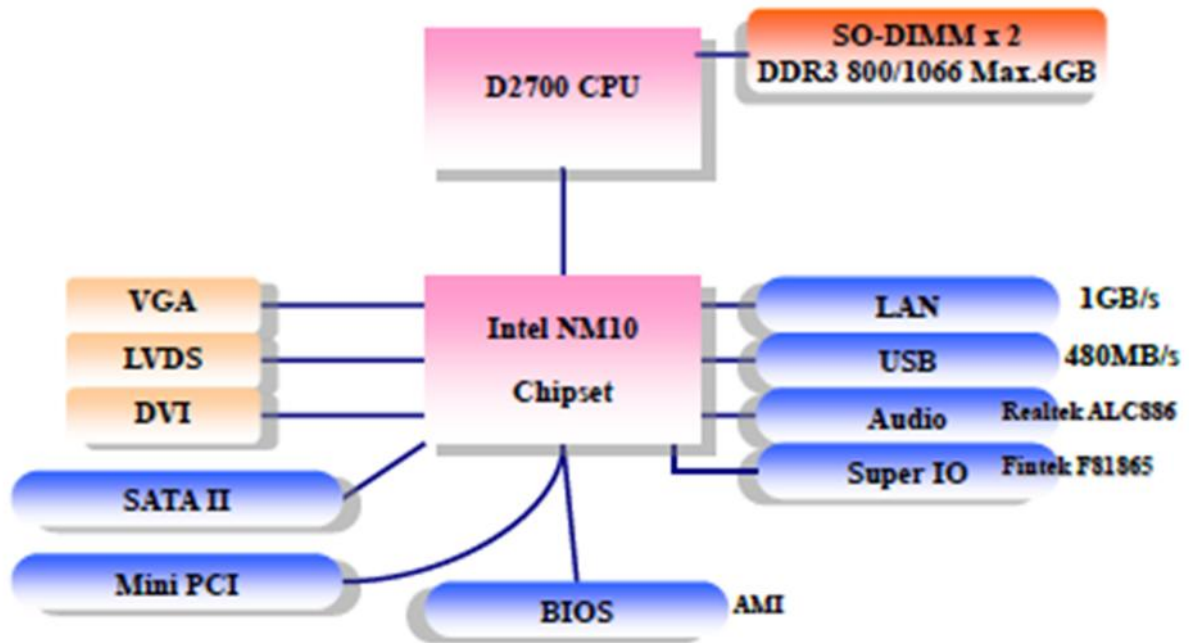 SO-DIMM x 2
DDR3 800/1066 Max.4GB
D2700 CPU
VGA
LVDS
DVI
Intel NM10
Chipset
LAN
1GB/s
USB
480MB/s
Audio
Realtek ALC886
Super IO
Fintek F81865
SATA II
Mini PCI
BIOS
AMI